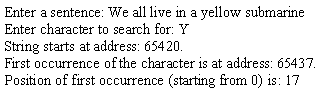 Enter a sentence: We all live in a yellow submarine
Enter character to search for: Y
String starts at address: 65420.
First occurrence of the character is at address: 65437.
Position of first occurrence (starting from 0) is: 17